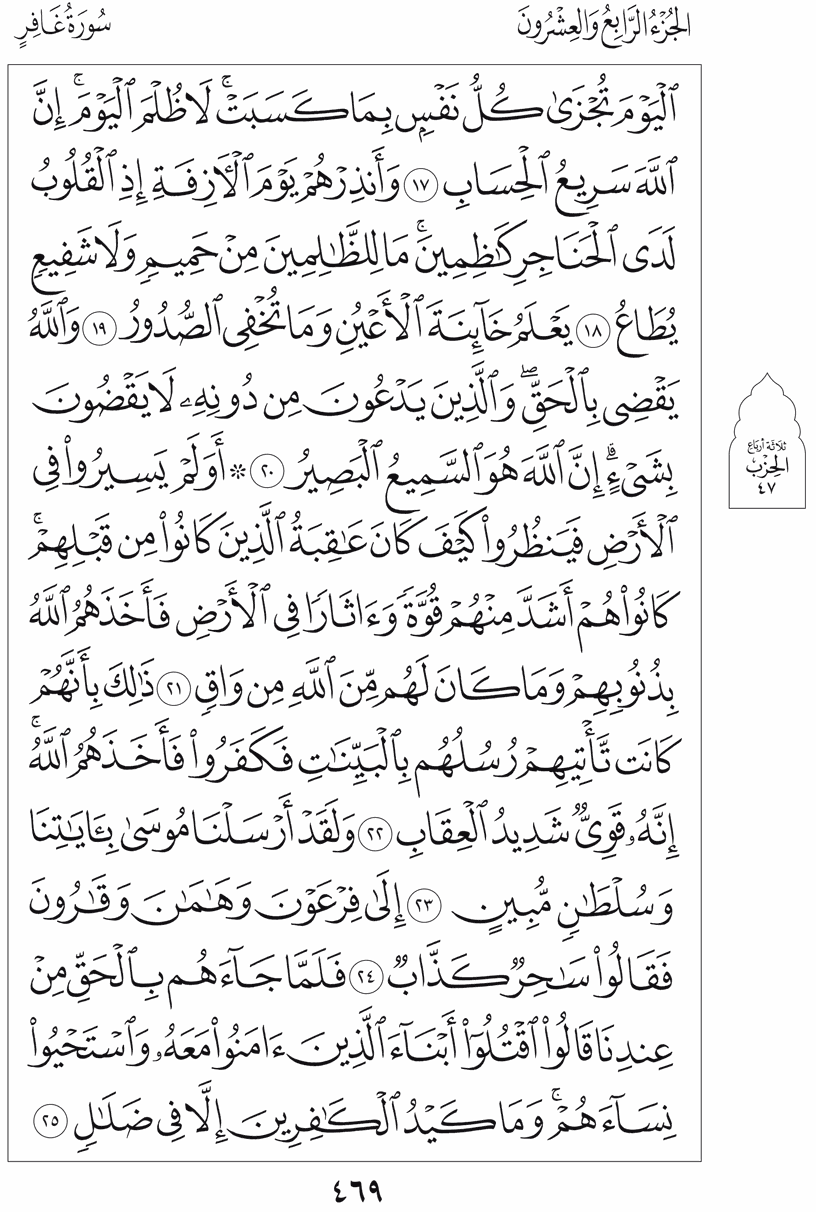 الجُزْءُ الرَّابِعُ وَالعِشْرُونَ
سُورَةُ غَافِرٍ
ٱلۡيَوۡمَ تُجۡزَىٰ كُلُّ نَفۡسِۭ بِمَا كَسَبَتۡۚ لَا ظُلۡمَ ٱلۡيَوۡمَۚ إِنَّ
ٱللَّهَ سَرِيعُ ٱلۡحِسَابِ ١٧ وَأَنذِرۡهُمۡ يَوۡمَ ٱلۡأٓزِفَةِ إِذِ ٱلۡقُلُوبُ
لَدَى ٱلۡحَنَاجِرِ كَٰظِمِينَۚ مَا لِلظَّٰلِمِينَ مِنۡ حَمِيمٖ وَلَا شَفِيعٖ
يُطَاعُ ١٨ يَعۡلَمُ خَآئِنَةَ ٱلۡأَعۡيُنِ وَمَا تُخۡفِي ٱلصُّدُورُ ١٩ وَٱللَّهُ
يَقۡضِي بِٱلۡحَقِّۖ وَٱلَّذِينَ يَدۡعُونَ مِن دُونِهِۦ لَا يَقۡضُونَ
بِشَيۡءٍۗ إِنَّ ٱللَّهَ هُوَ ٱلسَّمِيعُ ٱلۡبَصِيرُ ٢٠ * أَوَلَمۡ يَسِيرُواْ فِي
ٱلۡأَرۡضِ فَيَنظُرُواْ كَيۡفَ كَانَ عَٰقِبَةُ ٱلَّذِينَ كَانُواْ مِن قَبۡلِهِمۡۚ
كَانُواْ هُمۡ أَشَدَّ مِنۡهُمۡ قُوَّةٗ وَءَاثَارٗا فِي ٱلۡأَرۡضِ فَأَخَذَهُمُ ٱللَّهُ
بِذُنُوبِهِمۡ وَمَا كَانَ لَهُم مِّنَ ٱللَّهِ مِن وَاقٖ ٢١ ذَٰلِكَ بِأَنَّهُمۡ
كَانَت تَّأۡتِيهِمۡ رُسُلُهُم بِٱلۡبَيِّنَٰتِ فَكَفَرُواْ فَأَخَذَهُمُ ٱللَّهُۚ
إِنَّهُۥ قَوِيّٞ شَدِيدُ ٱلۡعِقَابِ ٢٢ وَلَقَدۡ أَرۡسَلۡنَا مُوسَىٰ بِـَٔايَٰتِنَا
وَسُلۡطَٰنٖ مُّبِينٍ ٢٣ إِلَىٰ فِرۡعَوۡنَ وَهَٰمَٰنَ وَقَٰرُونَ
فَقَالُواْ سَٰحِرٞ كَذَّابٞ ٢٤ فَلَمَّا جَآءَهُم بِٱلۡحَقِّ مِنۡ
عِندِنَا قَالُواْ ٱقۡتُلُوٓاْ أَبۡنَآءَ ٱلَّذِينَ ءَامَنُواْ مَعَهُۥ وَٱسۡتَحۡيُواْ
نِسَآءَهُمۡۚ وَمَا كَيۡدُ ٱلۡكَٰفِرِينَ إِلَّا فِي ضَلَٰلٖ ٢٥
ثلاثة أرباع
الحزب
٤٧
٤٦٩